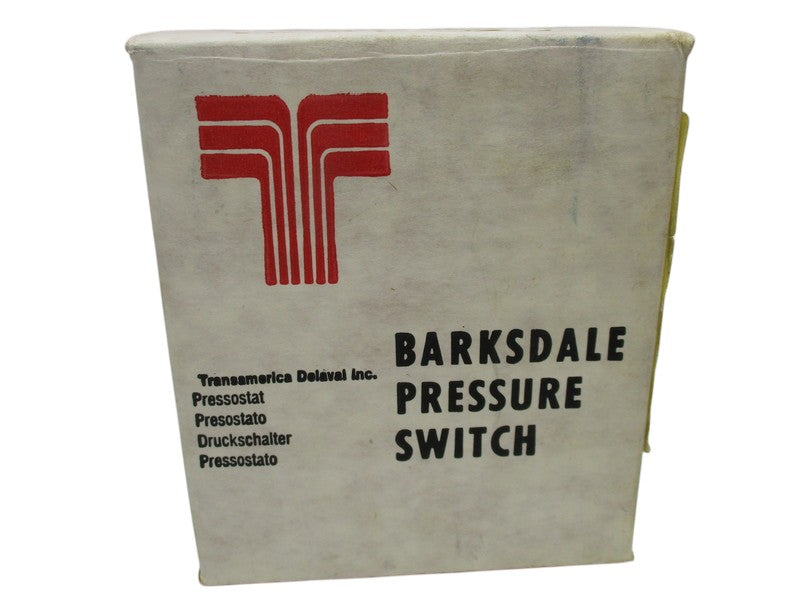 Transamerica Delaval Inc.
Pressostat
Presostato
Druckschalter
Pressostato
BARKSDALE
PRESSURE
SWITCH